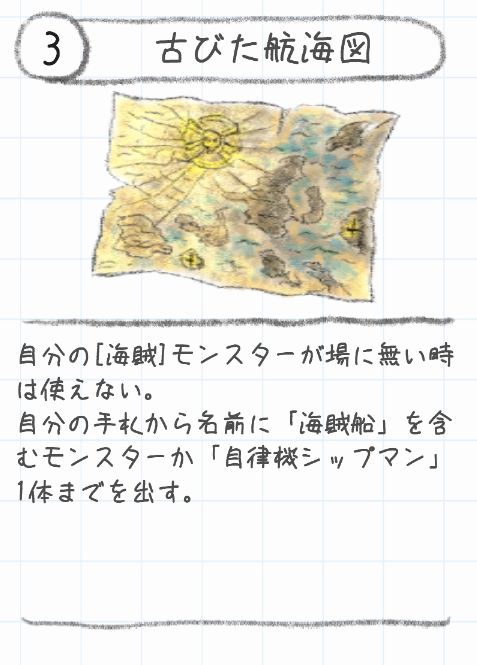 3
古びた航海図
自分の[海賊]モンスターが場に無い時
は使えない。
自分の手札から名前に「海賊船」を含
むモンスターか「自律機シップマン」
1体までを出す。